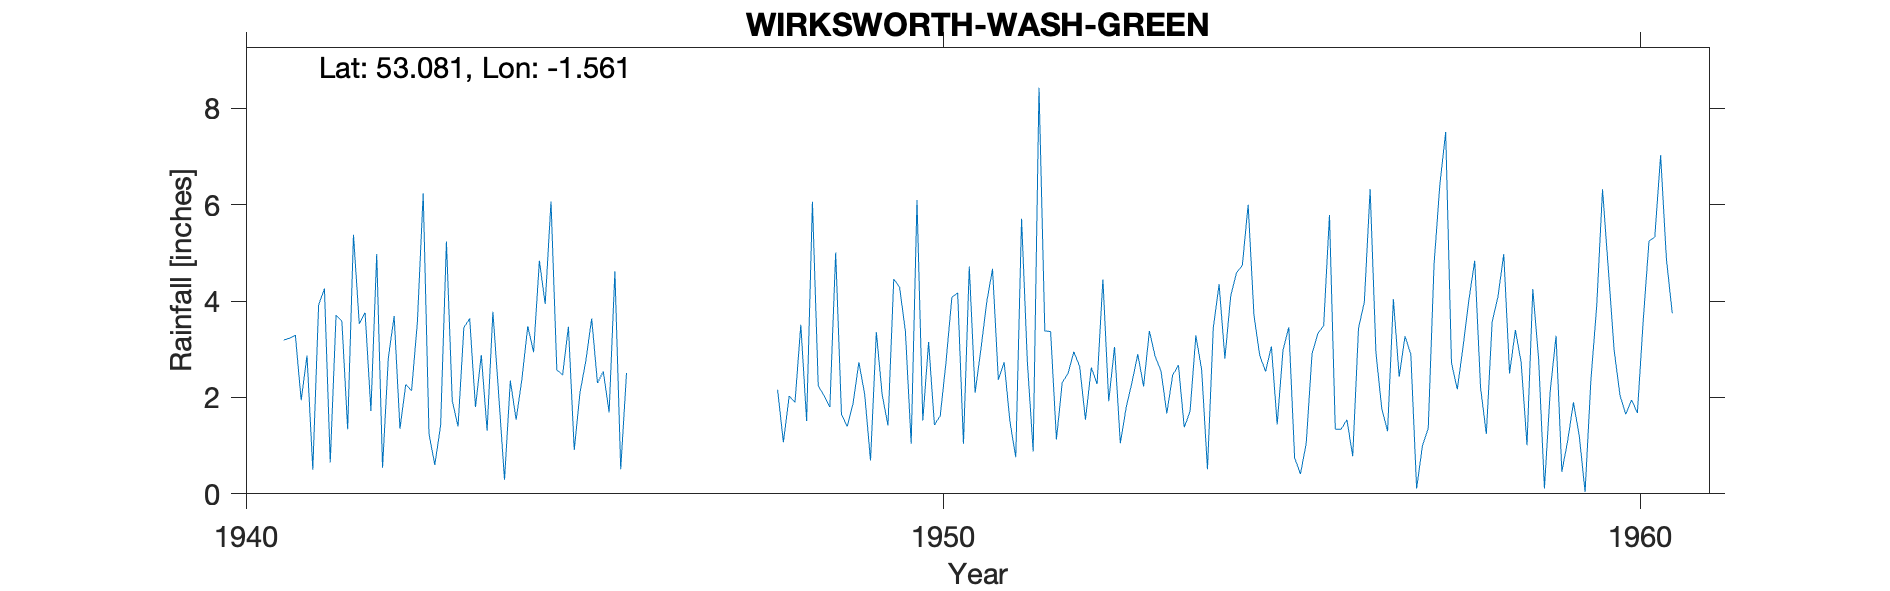 WIRKSWORTH-WASH-GREEN
Lat: 53.081, Lon: -1.561
Rainfall [inches]
8
6
4
2
0
1940 1950 1960
Year